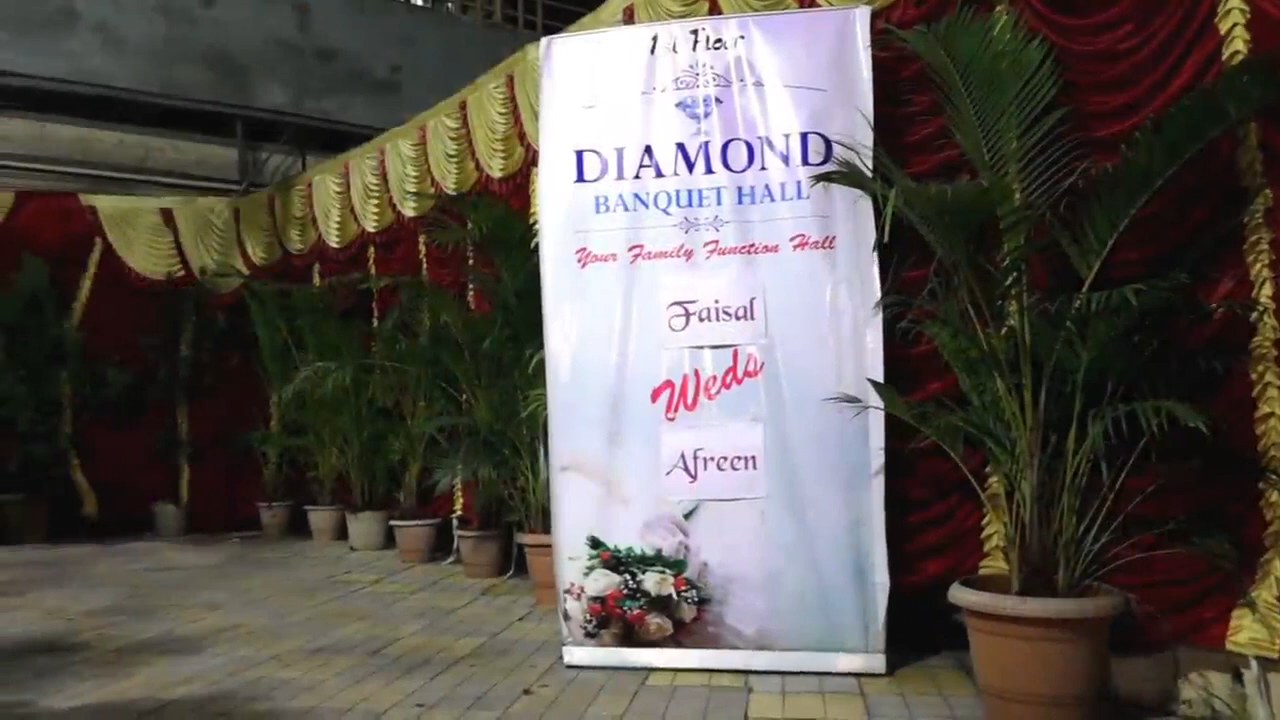 1st Floor
DIAMOND
BANQUET HALL
Your Family Function Hall
Faisal
Weds
Afreen